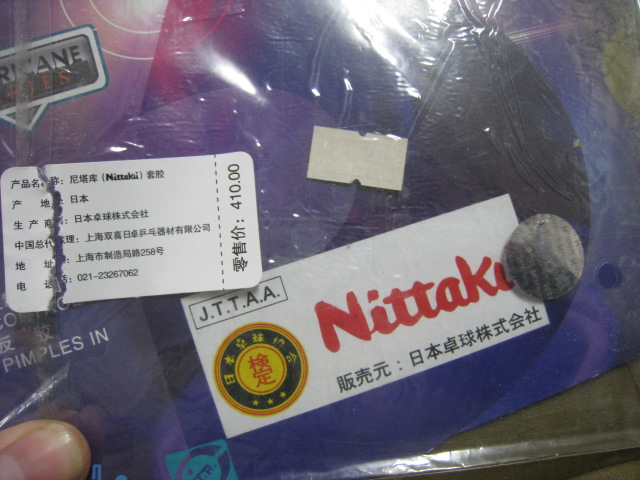 RICANE
产品名称：尼塔库（Nittaku）套胶
产 地：日本
生 产 商：日本卓球株式会社
中国总代理：上海双喜日卓乒乓器材有限公司
地 址：上海市制造局路258号
电 话：021-23267062
零售价：410.00
反 胶
PIMPLES IN
J.T.T.A.A.
Nittaku
販売元：日本卓球株式会社
日本卓球協会
検定